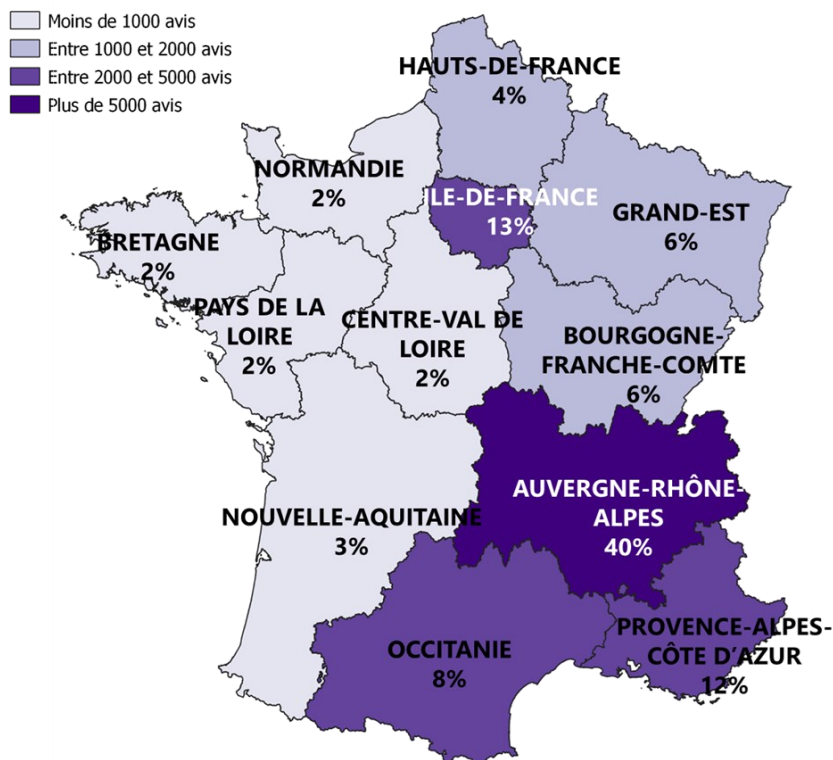 Moins de 1000 avis
Entre 1000 et 2000 avis
Entre 2000 et 5000 avis
Plus de 5000 avis
HAUTS-DE-FRANCE
4%
NORMANDIE
2%
ILE-DE-FRANCE
13%
GRAND-EST
6%
BRETAGNE
2%
PAYS DE LA
LOIRE
2%
CENTRE-VAL DE
LOIRE
2%
BOURGOGNE-
FRANCHE-COMTE
6%
AUVERGNE-RHÔNE-
ALPES
40%
NOUVELLE-AQUITAINE
3%
OCCITANIE
8%
PROVENCE-ALPES-
CÔTE D’AZUR
12%